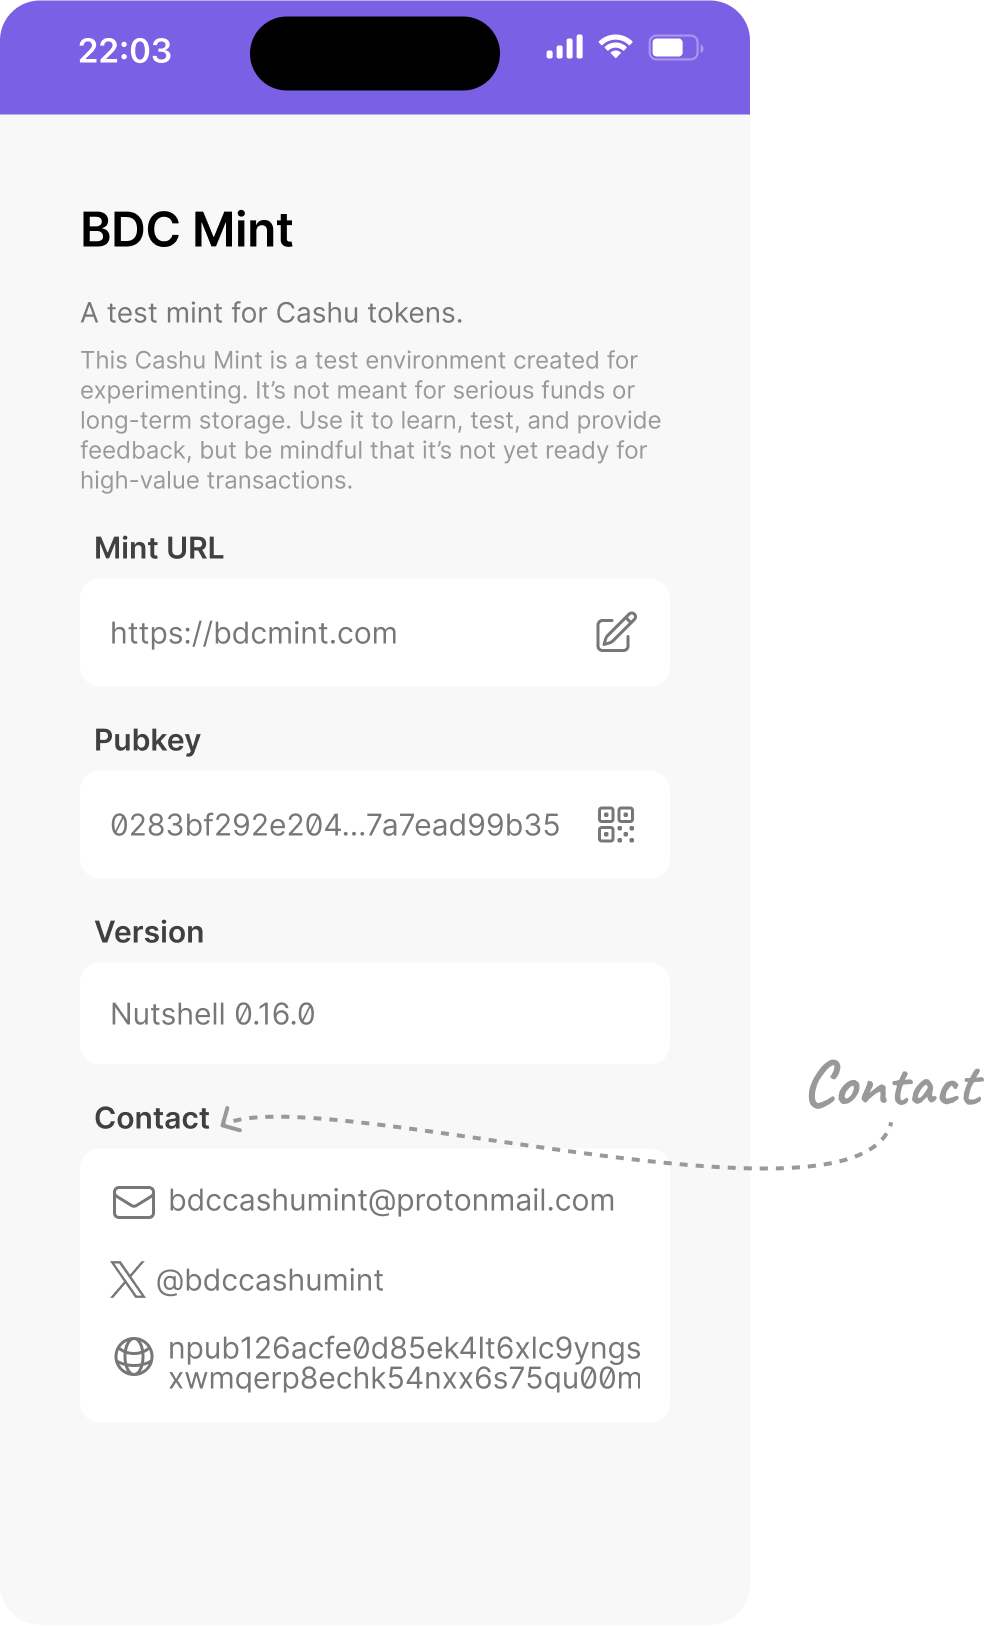 22:03
BDC Mint
A test mint for Cashu tokens.
This Cashu Mint is a test environment created for
experimenting. It’s not meant for serious funds or
long-term storage. Use it to learn, test, and provide
feedback, but be mindful that it’s not yet ready for
high-value transactions.
Mint URL
https://bdcmint.com
Pubkey
0283bf292e204...7a7ead99b35
Version
Nutshell 0.16.0
Contact
Contact
bdccashumint@protonmail.com
@bdccashumint
npub126acfe0d85ek4lt6xlc9yngs
xwmqerp8echk54nxx6s75qu00m